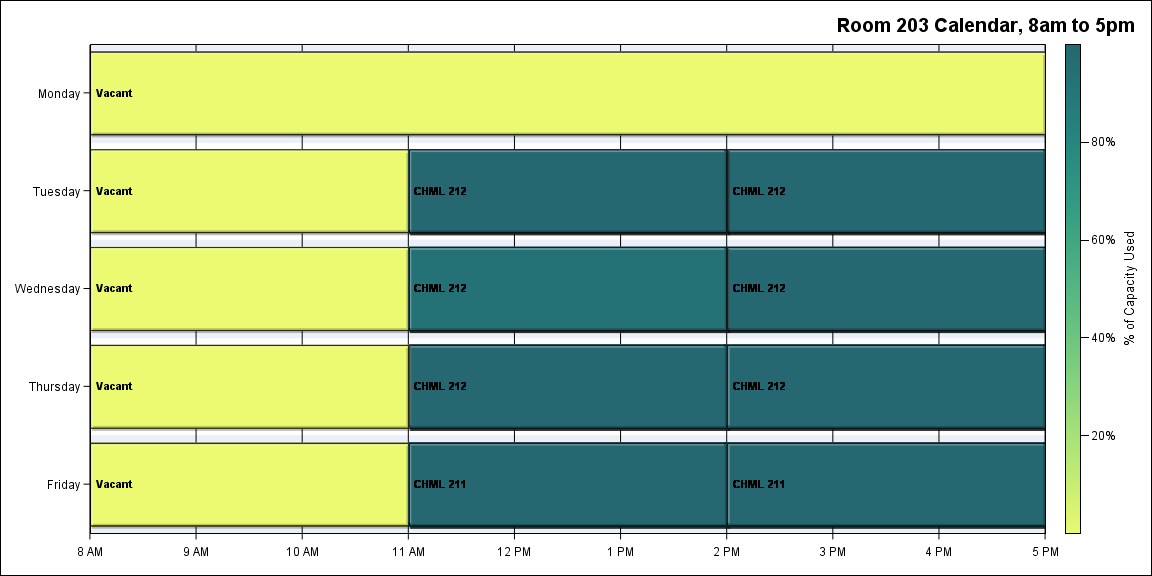 Room 203 Calendar, 8am to 5pm
Monday
Vacant
Tuesday
Vacant
CHML 212
CHML 212
Wednesday
Vacant
CHML 212
CHML 212
Thursday
Vacant
CHML 212
CHML 212
Friday
Vacant
CHML 211
CHML 211
8 AM
9 AM
10 AM
11 AM
12 PM
1 PM
2 PM
3 PM
4 PM
5 PM
80%
60%
40%
20%
% of Capacity Used